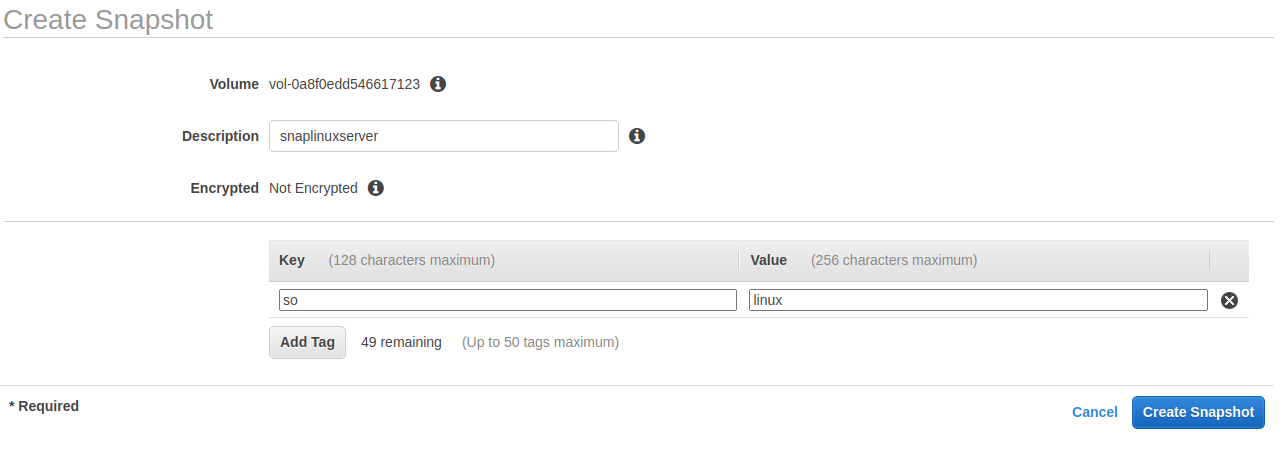 Create Snapshot
Volume vol-0a8f0edd546617123
Description snaplinuxserver
Encrypted Not Encrypted
Key (128 characters maximum) Value (256 characters maximum)
so linux
Add Tag 49 remaining (Up to 50 tags maximum)
* Required
Cancel Create Snapshot